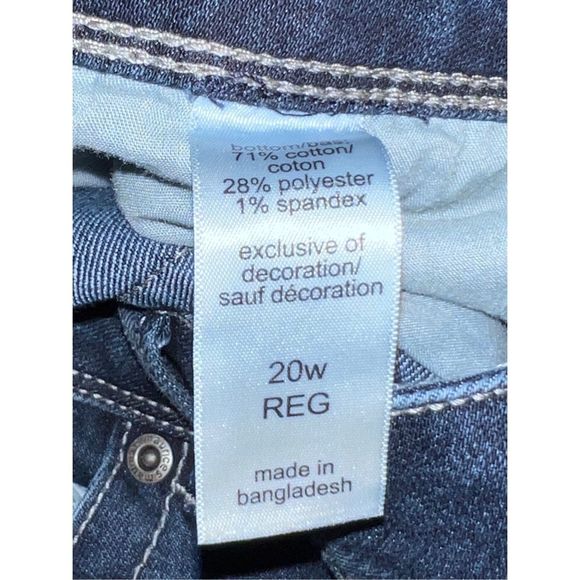 71% cotton/
coton
28% polyester
1% spandex
exclusive of
decoration/
sauf décoration
20w
REG
made in
bangladesh